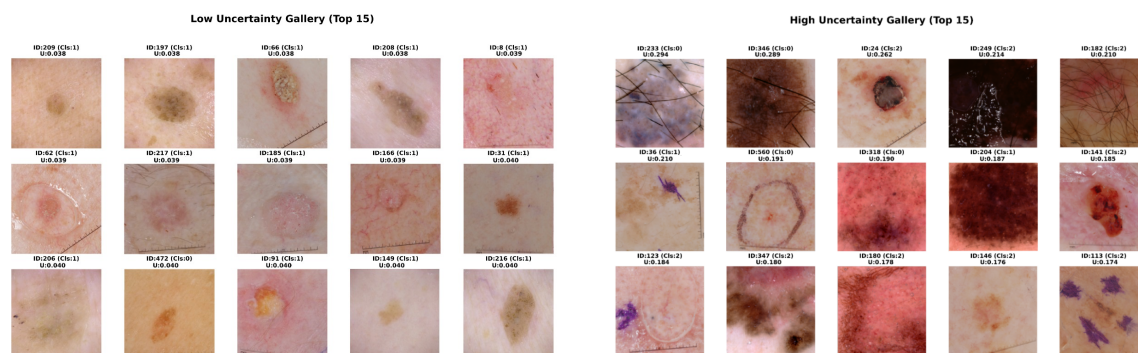 Low Uncertainty Gallery (Top 15)
ID:209 (Cls:1)
U:0.038
ID:197 (Cls:1)
U:0.038
ID:66 (Cls:1)
U:0.038
ID:208 (Cls:1)
U:0.038
ID:8 (Cls:1)
U:0.039
ID:62 (Cls:1)
U:0.039
ID:217 (Cls:1)
U:0.039
ID:185 (Cls:1)
U:0.039
ID:166 (Cls:1)
U:0.039
ID:31 (Cls:1)
U:0.040
ID:206 (Cls:1)
U:0.040
ID:472 (Cls:0)
U:0.040
ID:91 (Cls:1)
U:0.040
ID:149 (Cls:1)
U:0.040
ID:216 (Cls:1)
U:0.040
High Uncertainty Gallery (Top 15)
ID:233 (Cls:0)
U:0.294
ID:346 (Cls:0)
U:0.289
ID:24 (Cls:2)
U:0.262
ID:249 (Cls:2)
U:0.214
ID:182 (Cls:2)
U:0.210
ID:36 (Cls:1)
U:0.210
ID:560 (Cls:0)
U:0.191
ID:318 (Cls:0)
U:0.190
ID:204 (Cls:1)
U:0.187
ID:141 (Cls:2)
U:0.185
ID:123 (Cls:2)
U:0.184
ID:347 (Cls:2)
U:0.180
ID:180 (Cls:2)
U:0.178
ID:146 (Cls:2)
U:0.176
ID:113 (Cls:2)
U:0.174